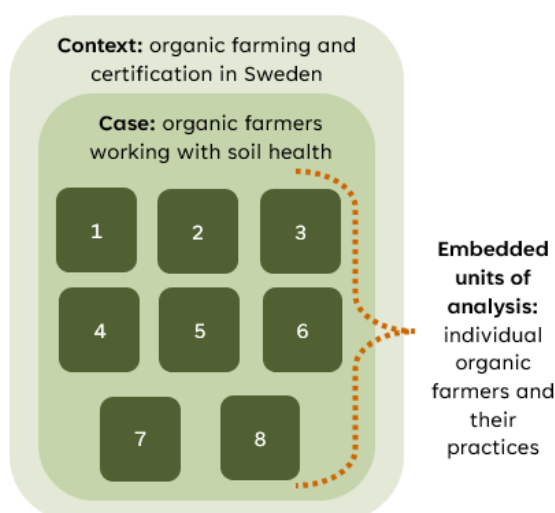 Context: organic farming and
certification in Sweden
Case: organic farmers
working with soil health
1
2
3
4
5
6
7
8
Embedded
units of
analysis:
individual
organic
farmers and
their
practices